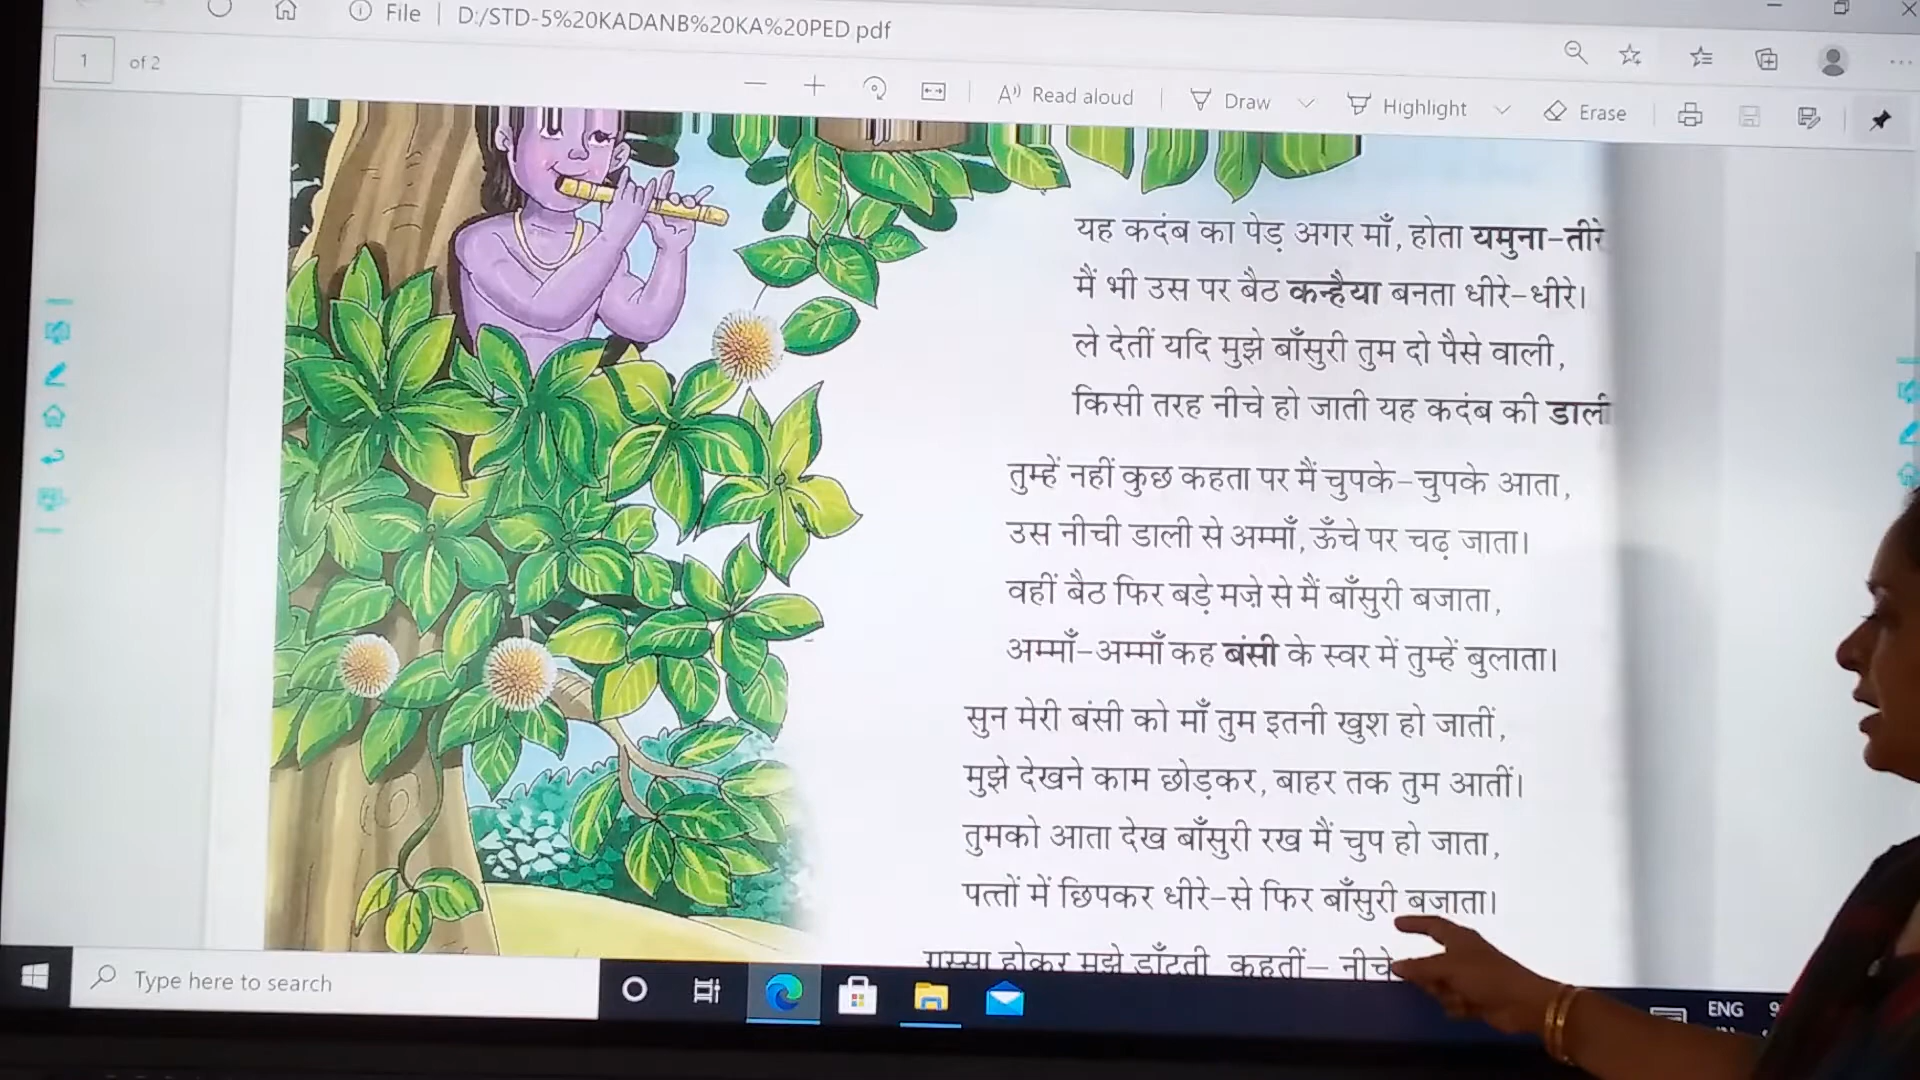 File | D:/STD-5%20KADANB%20KA%20PED.pdf
1 of 2
Read aloud Draw Highlight Erase
यह कदंब का पेड़ अगर माँ, होता यमुना-तीरे
मैं भी उस पर बैठ कन्हैया बनता धीरे-धीरे।
ले देतीं यदि मुझे बाँसुरी तुम दो पैसे वाली,
किसी तरह नीचे हो जाती यह कदंब की डाली
तुम्हें नहीं कुछ कहता पर मैं चुपके-चुपके आता,
उस नीची डाली से अम्माँ, ऊँचे पर चढ़ जाता।
वहीं बैठ फिर बड़े मज़े से मैं बाँसुरी बजाता,
अम्माँ-अम्माँ कह बंसी के स्वर में तुम्हें बुलाता।
सुन मेरी बंसी को माँ तुम इतनी खुश हो जातीं,
मुझे देखने काम छोड़कर, बाहर तक तुम आतीं।
तुमको आता देख बाँसुरी रख मैं चुप हो जाता,
पत्तों में छिपकर धीरे-से फिर बाँसुरी बजाता।
गुस्सा होकर मुझे डाँटती, कहतीं- नीचे
Type here to search
ENG